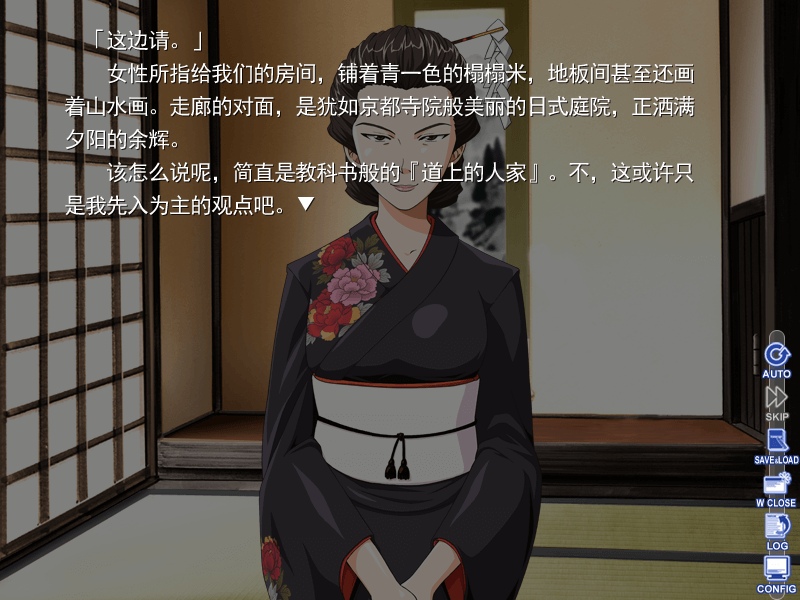 「这边请。」
女性所指给我们的房间，铺着青一色的榻榻米，地板间甚至还画
着山水画。走廊的对面，是犹如京都寺院般美丽的日式庭院，正洒满
夕阳的余辉。
该怎么说呢，简直是教科书般的『道上的人家』。不，这或许只
是我先入为主的观点吧。▼
AUTO
SKIP
SAVE&LOAD
W CLOSE
LOG
CONFIG